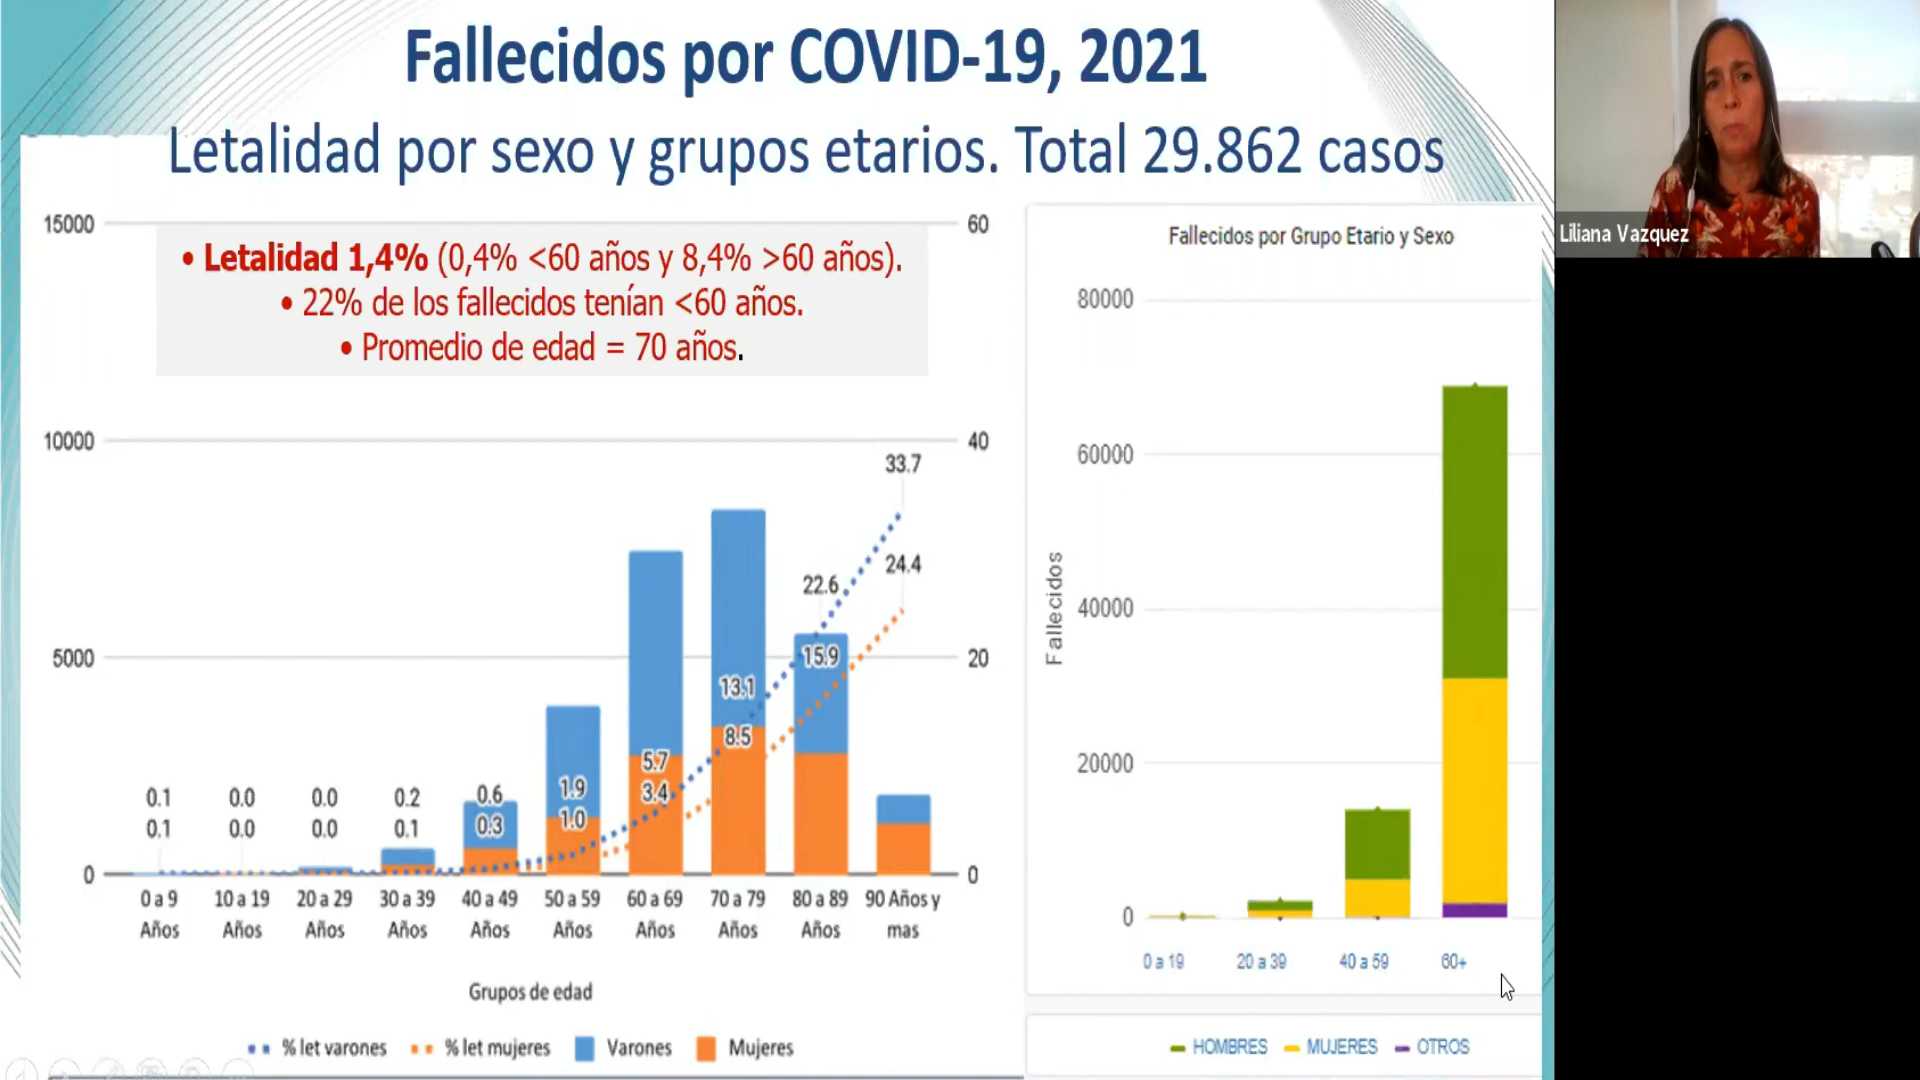 Fallecidos por COVID-19, 2021
Letalidad por sexo y grupos etarios. Total 29.862 casos
• Letalidad 1,4% (0,4% <60 años y 8,4% >60 años).
• 22% de los fallecidos tenían <60 años.
• Promedio de edad = 70 años.
15000
10000
5000
0
60
40
20
0
0.1 0.0 0.0 0.2 0.6 1.9 5.7 13.1 22.6 33.7
0.1 0.0 0.0 0.1 0.3 1.0 3.4 8.5 15.9 24.4
0 a 9 Años
10 a 19 Años
20 a 29 Años
30 a 39 Años
40 a 49 Años
50 a 59 Años
60 a 69 Años
70 a 79 Años
80 a 89 Años
90 Años y mas
Grupos de edad
% let varones % let mujeres Varones Mujeres
Fallecidos por Grupo Etario y Sexo
Fallecidos
80000
60000
40000
20000
0
0 a 19 20 a 39 40 a 59 60+
HOMBRES MUJERES OTROS
Liliana Vazquez